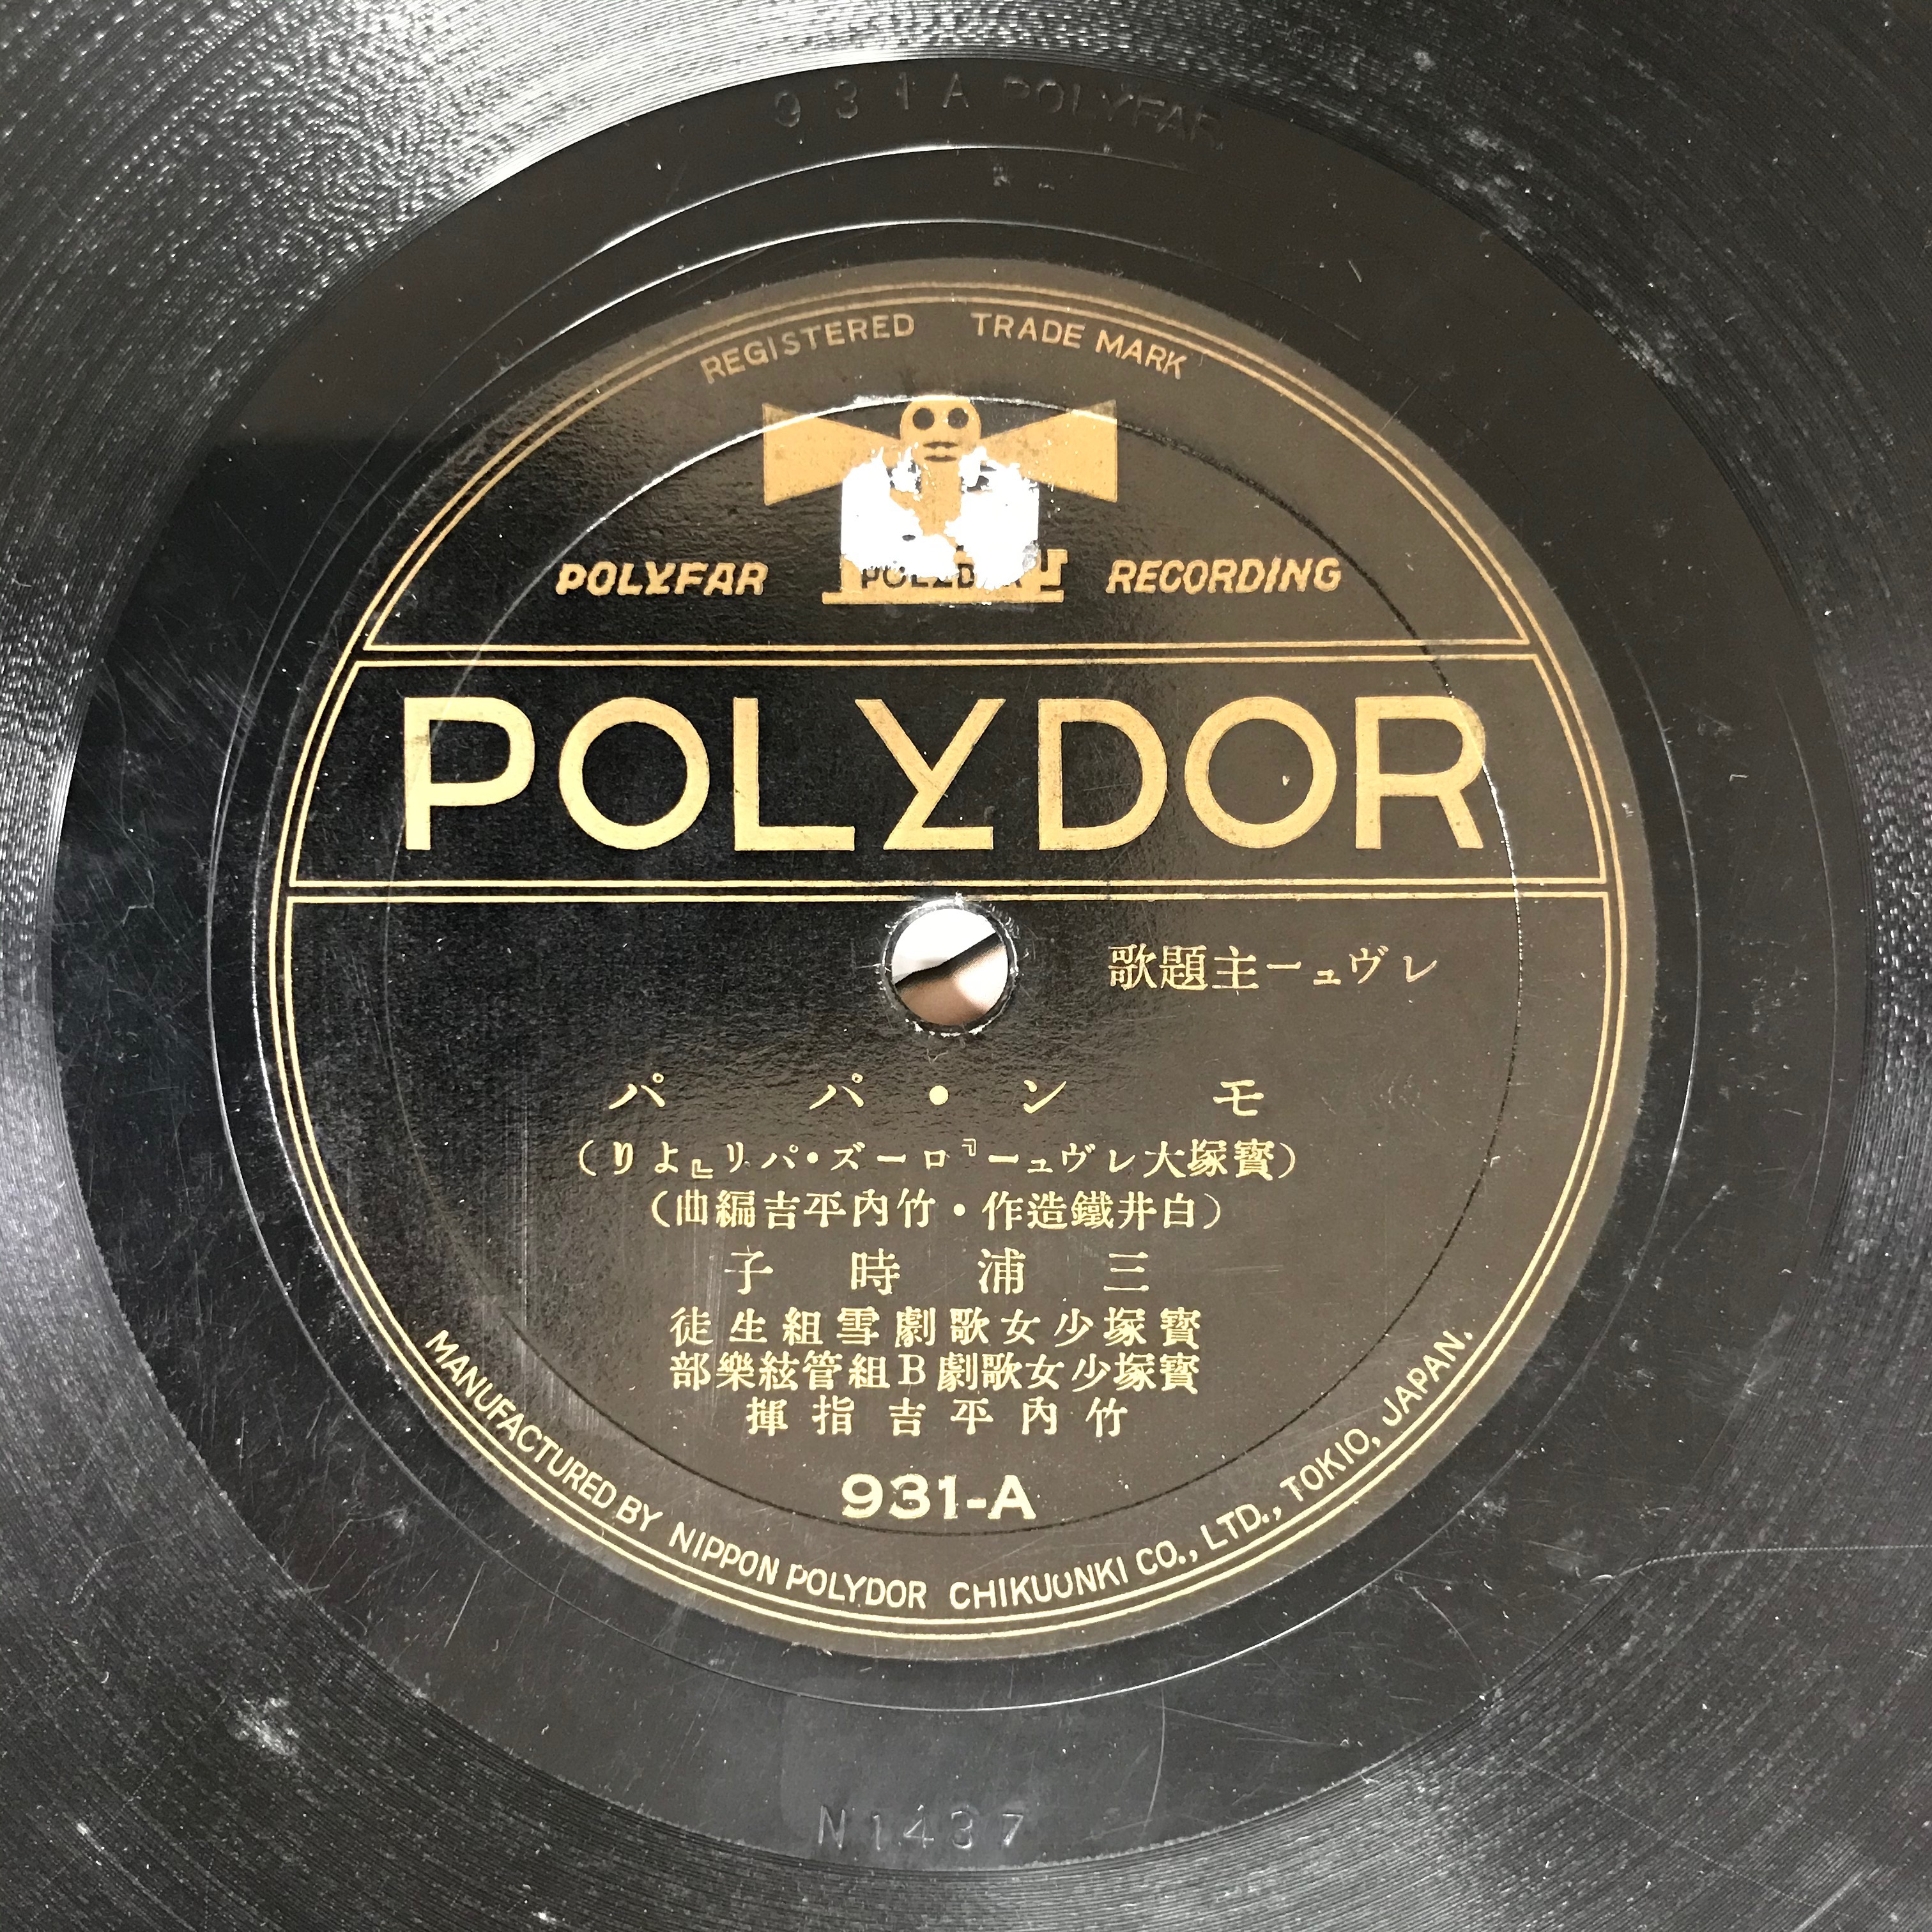 931A POLYFAR
REGISTERED TRADE MARK
POLYFAR RECORDING
POLYDOR
レヴュー主題歌
モン・パパ
(寳塚大レヴュー『ローズ・パリ』より)
(白井鐵造作・竹内平吉編曲)
三浦時子
寳塚少女歌劇雪組生徒
寳塚少女歌劇B組管絃樂部
竹内平吉指揮
931-A
MANUFACTURED BY NIPPON POLYDOR CHIKUONKI CO., LTD., TOKIO, JAPAN.
N1437